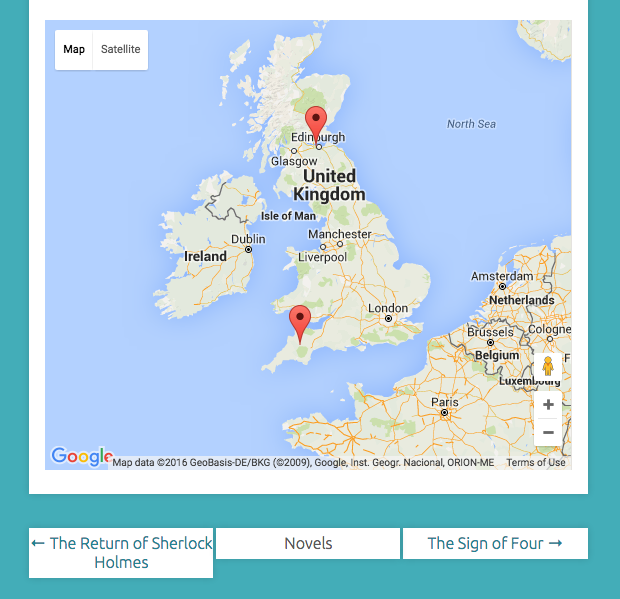 Map Satellite
North Sea
Edinburgh
Glasgow
United
Kingdom
Isle of Man
Manchester
Dublin
Ireland
Liverpool
Amsterdam
Netherlands
London
Brussels
Cologne
Belgium
F
Luxembourg
Paris
+
−
Google
Map data ©2016 GeoBasis-DE/BKG (©2009), Google, Inst. Geogr. Nacional, ORION-ME Terms of Use
← The Return of Sherlock
Holmes
Novels
The Sign of Four →